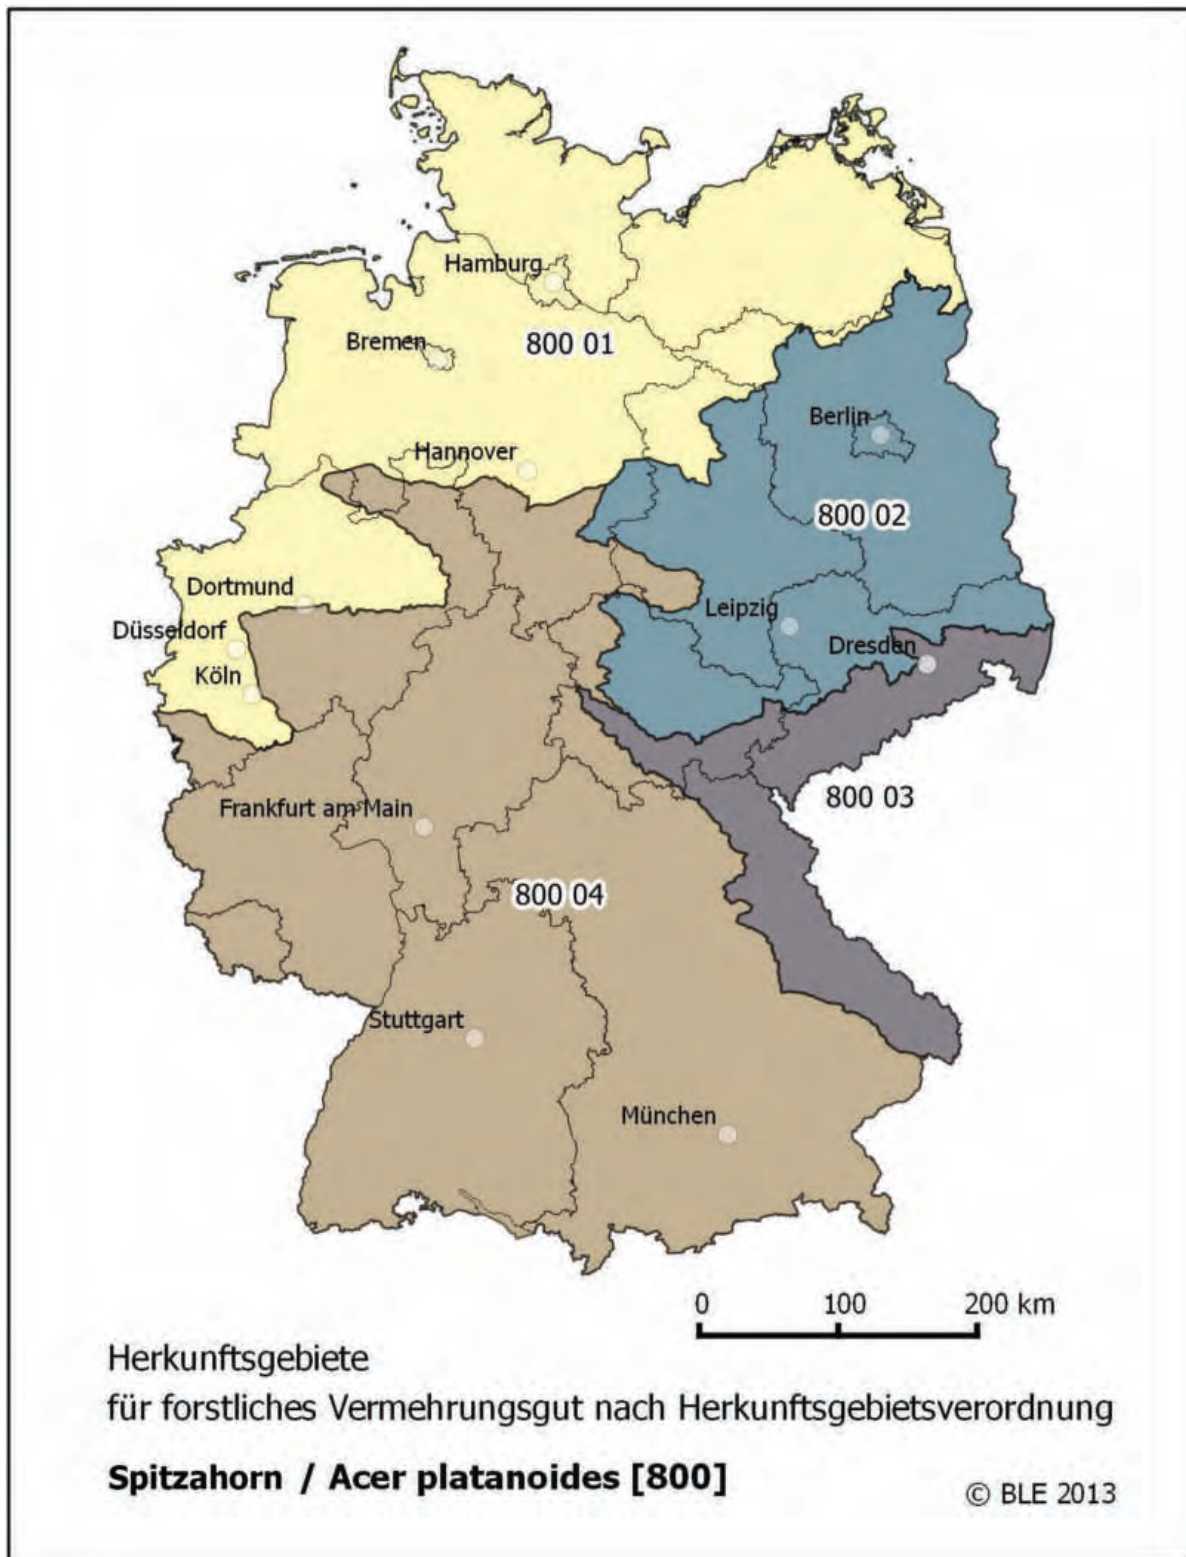 Hamburg
Bremen
800 01
Hannover
Berlin
800 02
Dortmund
Leipzig
Düsseldorf
Dresden
Köln
800 03
Frankfurt am Main
800 04
Stuttgart
München
0 100 200 km
Herkunftsgebiete
für forstliches Vermehrungsgut nach Herkunftsgebietsverordnung
Spitzahorn / Acer platanoides [800]
© BLE 2013